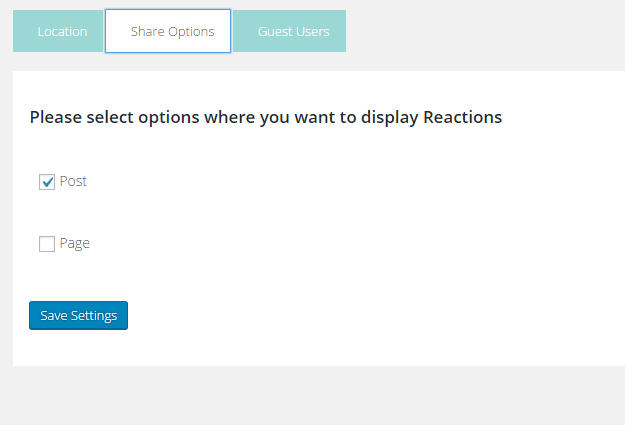 Location Share Options Guest Users
Please select options where you want to display Reactions
Post
Page
Save Settings